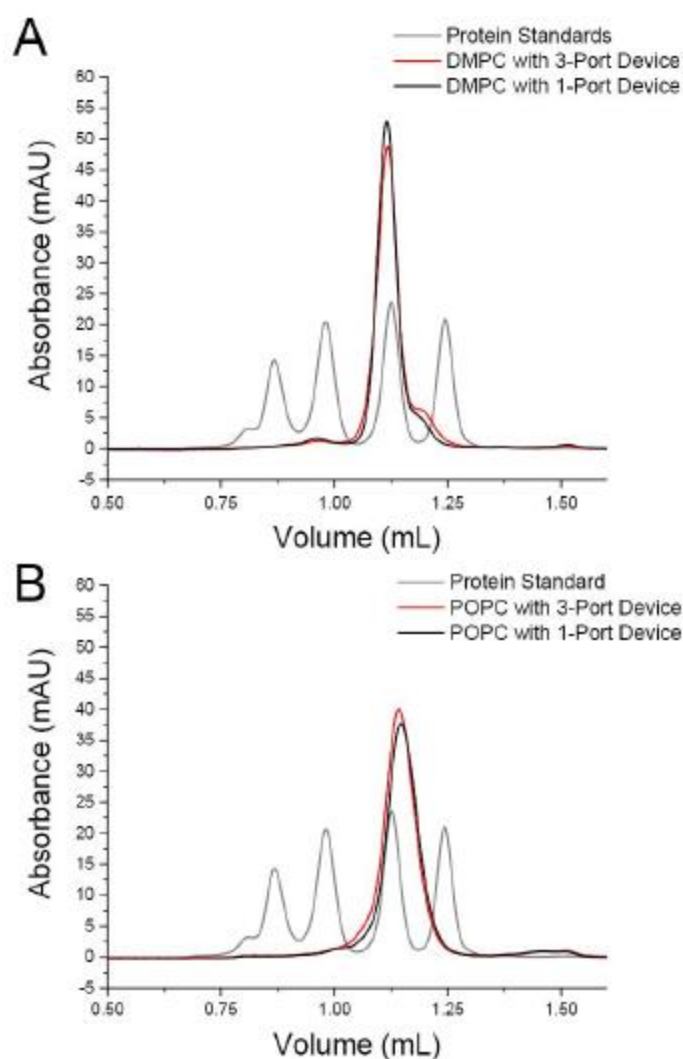 A
Protein Standards
DMPC with 3-Port Device
DMPC with 1-Port Device
60
55
50
45
40
35
30
25
20
15
10
5
0
-5
Absorbance (mAU)
0.50 0.75 1.00 1.25 1.50
Volume (mL)
B
Protein Standard
POPC with 3-Port Device
POPC with 1-Port Device
60
55
50
45
40
35
30
25
20
15
10
5
0
-5
Absorbance (mAU)
0.50 0.75 1.00 1.25 1.50
Volume (mL)